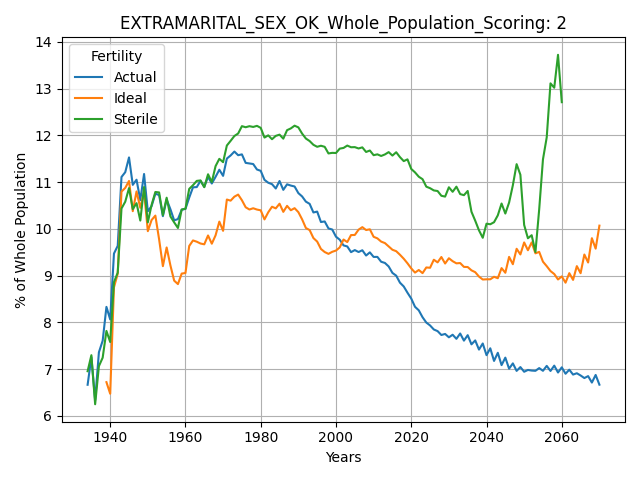 EXTRAMARITAL_SEX_OK_Whole_Population_Scoring: 2
Fertility
Actual
Ideal
Sterile
% of Whole Population
14
13
12
11
10
9
8
7
6
1940
1960
1980
2000
2020
2040
2060
Years